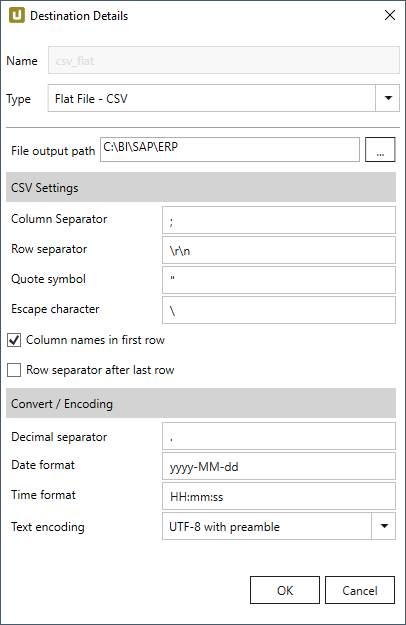 Destination Details
Name csv_flat
Type Flat File - CSV
File output path C:\BI\SAP\ERP ...
CSV Settings
Column Separator ;
Row separator \r\n
Quote symbol "
Escape character \
Column names in first row
Row separator after last row
Convert / Encoding
Decimal separator .
Date format yyyy-MM-dd
Time format HH:mm:ss
Text encoding UTF-8 with preamble
OK Cancel